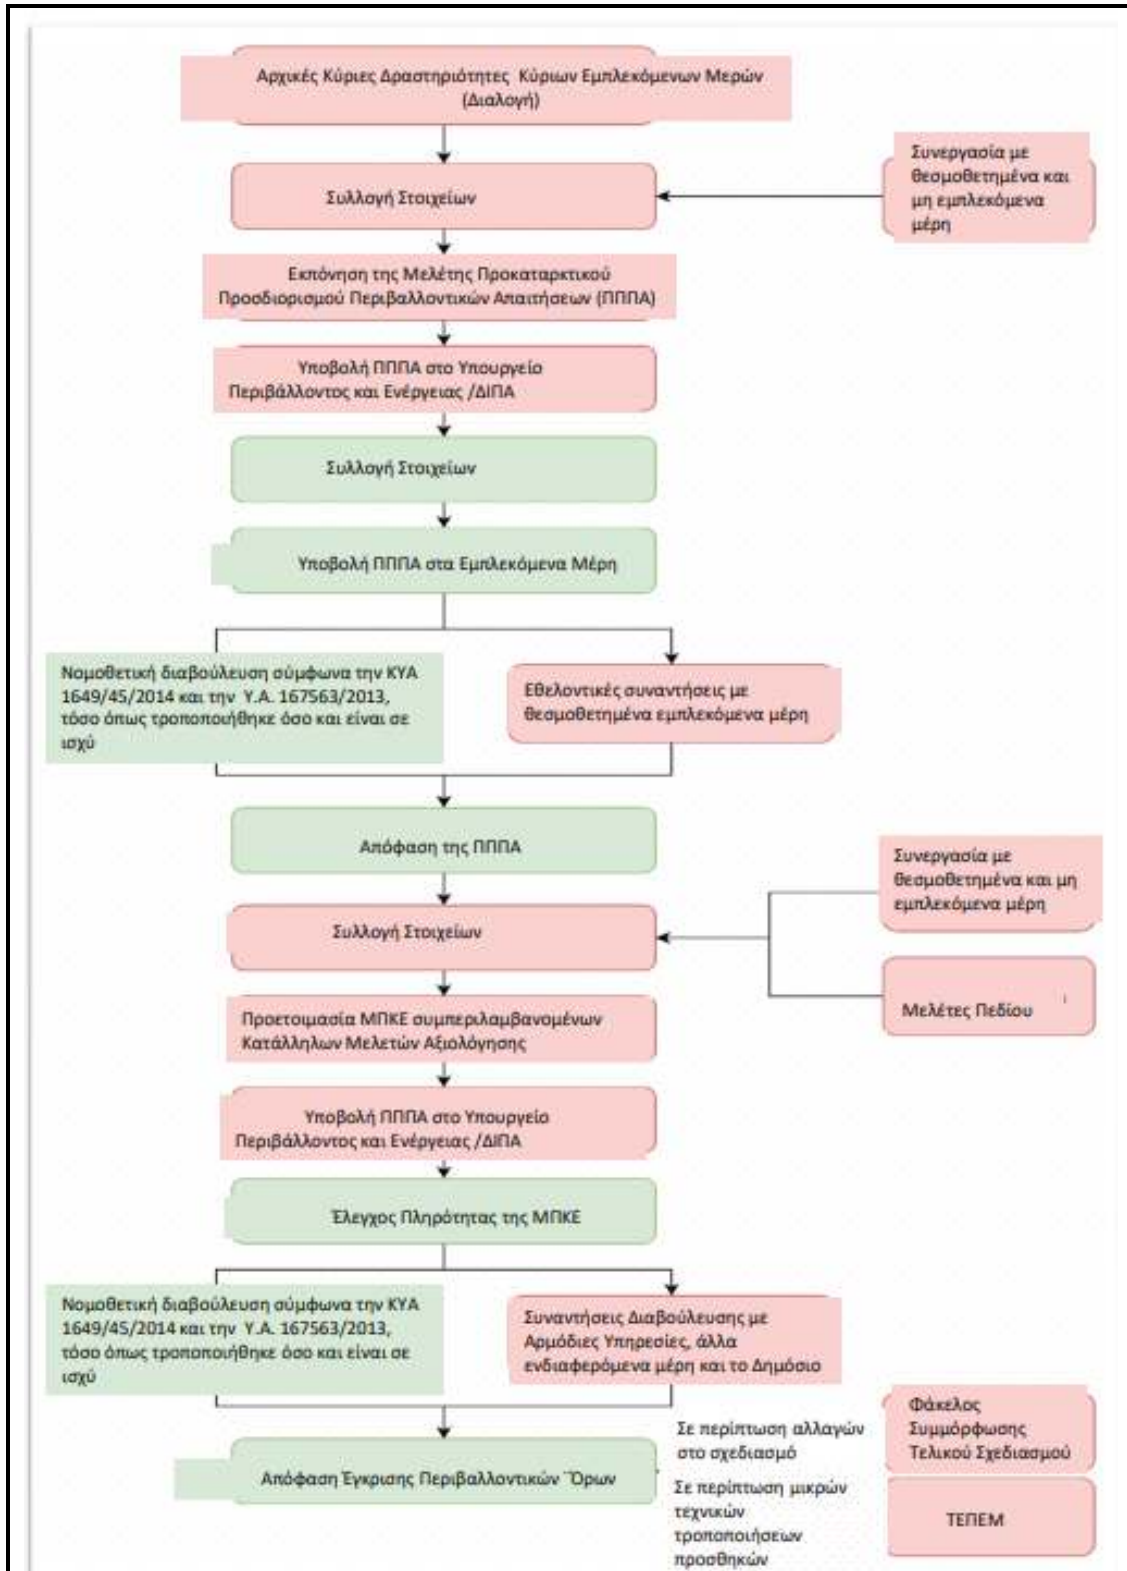 Αρχικές Κύριες Δραστηριότητες Κύριων Εμπλεκόμενων Μερών
(Διαλογή)
Συλλογή Στοιχείων
Συνεργασία με
θεσμοθετημένα και
μη εμπλεκόμενα
μέρη
Εκπόνηση της Μελέτης Προκαταρκτικού
Προσδιορισμού Περιβαλλοντικών Απαιτήσεων (ΠΠΠΑ)
Υποβολή ΠΠΠΑ στο Υπουργείο
Περιβάλλοντος και Ενέργειας /ΔΙΠΑ
Συλλογή Στοιχείων
Υποβολή ΠΠΠΑ στα Εμπλεκόμενα Μέρη
Νομοθετική διαβούλευση σύμφωνα την ΚΥΑ
1649/45/2014 και την Υ.Α. 167563/2013,
τόσο όπως τροποποιήθηκε όσο και είναι σε
ισχύ
Εθελοντικές συναντήσεις με
θεσμοθετημένα εμπλεκόμενα μέρη
Απόφαση της ΠΠΠΑ
Συνεργασία με
θεσμοθετημένα και μη
εμπλεκόμενα μέρη
Συλλογή Στοιχείων
Μελέτες Πεδίου
Προετοιμασία ΜΠΚΕ συμπεριλαμβανομένων
Κατάλληλων Μελετών Αξιολόγησης
Υποβολή ΠΠΠΑ στο Υπουργείο
Περιβάλλοντος και Ενέργειας /ΔΙΠΑ
Έλεγχος Πληρότητας της ΜΠΚΕ
Νομοθετική διαβούλευση σύμφωνα την ΚΥΑ
1649/45/2014 και την Υ.Α. 167563/2013,
τόσο όπως τροποποιήθηκε όσο και είναι σε
ισχύ
Συναντήσεις Διαβούλευσης με
Αρμόδιες Υπηρεσίες, άλλα
ενδιαφερόμενα μέρη και το Δημόσιο
Απόφαση Έγκρισης Περιβαλλοντικών Ὅρων
Σε περίπτωση αλλαγών
στο σχεδιασμό
Φάκελος
Συμμόρφωσης
Τελικού Σχεδιασμού
Σε περίπτωση μικρών
τεχνικών
τροποποιήσεων
προσθηκών
ΤΕΠΕΜ